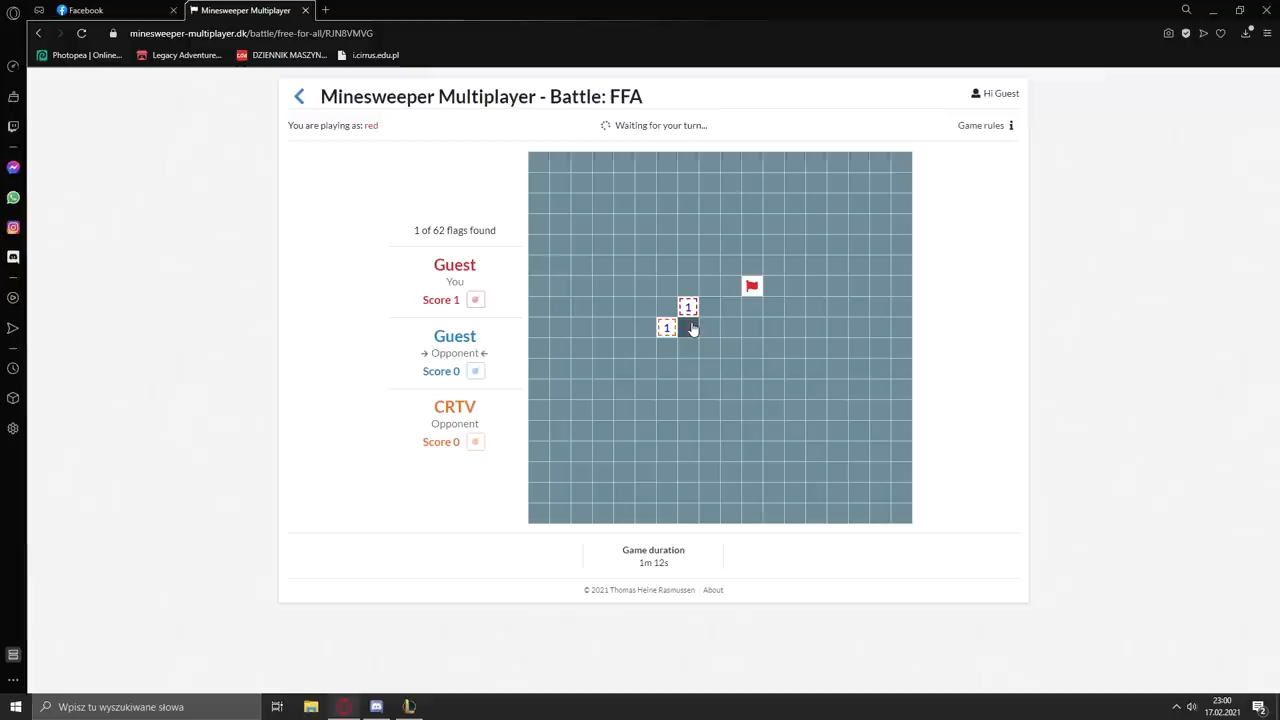 Facebook
Minesweeper Multiplayer
minesweeper-multiplayer.dk/battle/free-for-all/RJN8VMVG
Photopea | Online...
Legacy Adventure...
DZIENNIK MASZYN...
i.cirrus.edu.pl
Minesweeper Multiplayer - Battle: FFA
Hi Guest
You are playing as: red
Waiting for your turn...
Game rules
1 of 62 flags found
Guest
You
Score 1
Guest
Opponent
Score 0
CRTV
Opponent
Score 0
1
1
Game duration
1m 12s
© 2021 Thomas Heine Rasmussen | About
Wpisz tu wyszukiwane słowa
23:00
17.02.2021
2